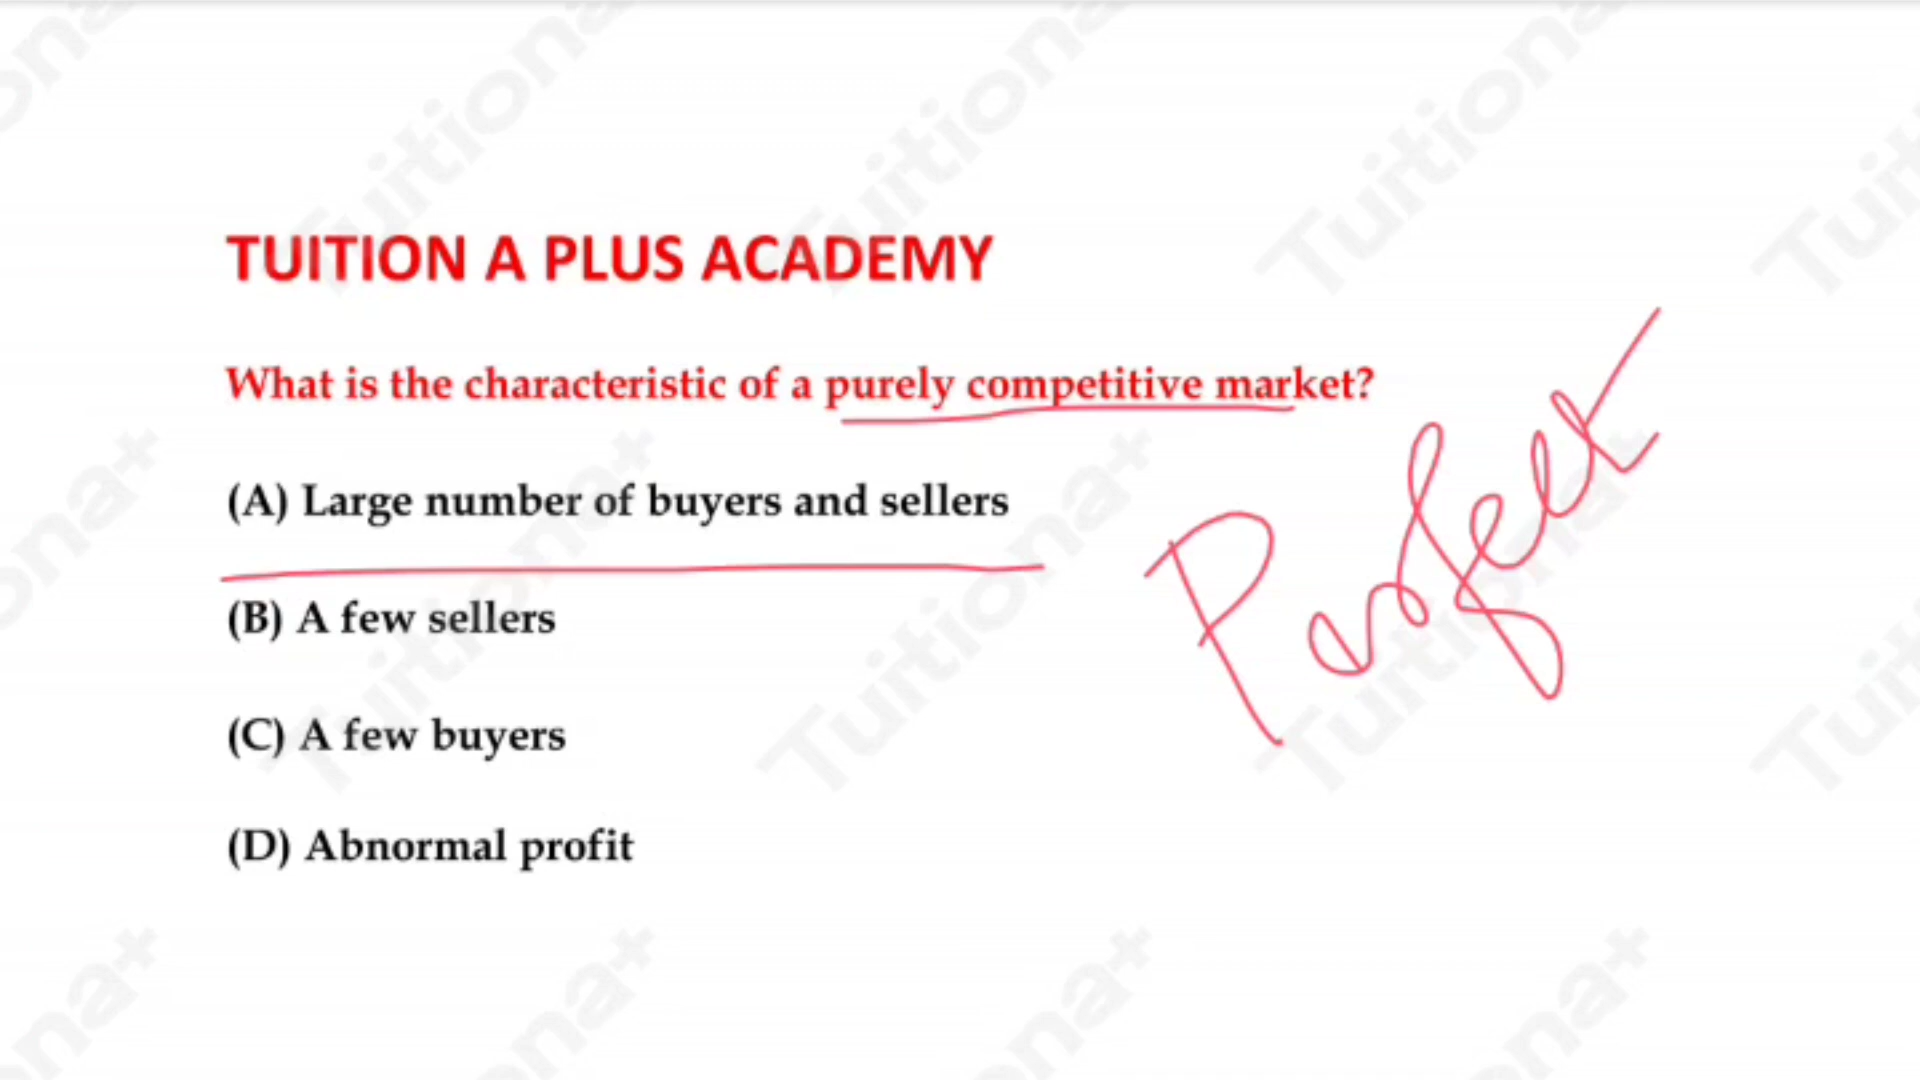 TUITION A PLUS ACADEMY
What is the characteristic of a purely competitive market?
(A) Large number of buyers and sellers
Perfect
(B) A few sellers
(C) A few buyers
(D) Abnormal profit
Tuitiona+